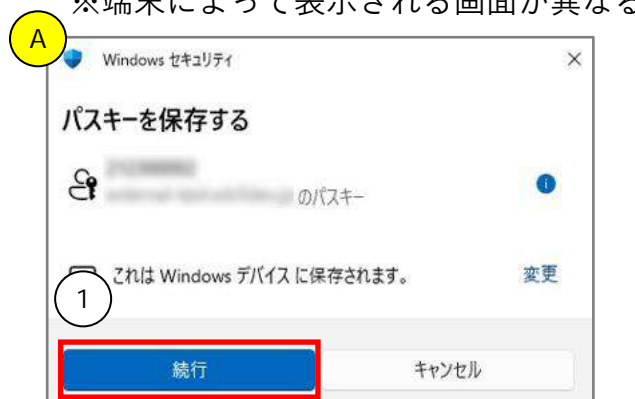 ※端末によって表示される画面が異なる
A
Windows セキュリティ
パスキーを保存する
のパスキー
これは Windows デバイス に保存されます。
変更
1
続行
キャンセル